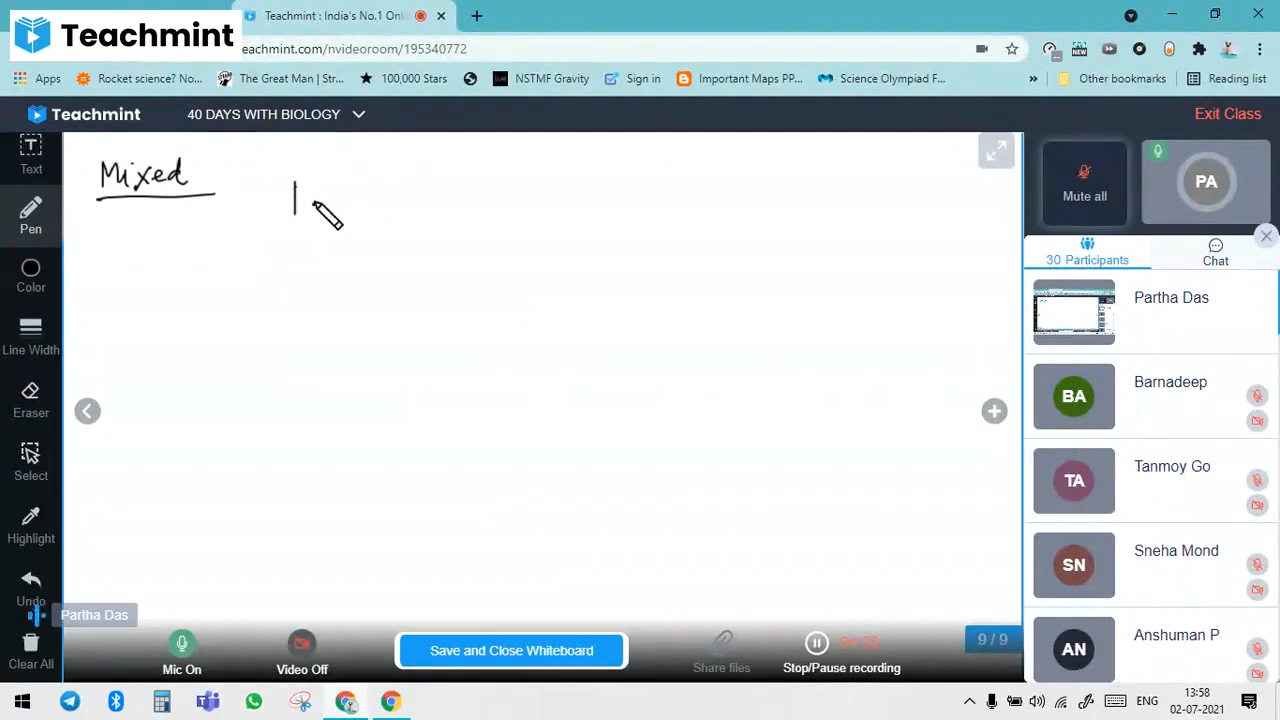 Teachmint : India's No.1 Onli
Teachmint
eachmint.com/nvideoroom/195340772
NEW
Apps Rocket science? No... The Great Man | Str... 100,000 Stars NSTMF Gravity Sign in Important Maps PP... Science Olympiad F... » Other bookmarks Reading list
Teachmint 40 DAYS WITH BIOLOGY Exit Class
Text
Pen
Color
Line Width
Eraser
Select
Highlight
Undo
Clear All
Mixed
Mute all
PA
30 Participants Chat
Partha Das
BA Barnadeep
TA Tanmoy Go
SN Sneha Mond
AN Anshuman P
Partha Das
Mic On
Video Off
Save and Close Whiteboard
Share files
04:52
Stop/Pause recording
9 / 9
ENG
13:58
02-07-2021